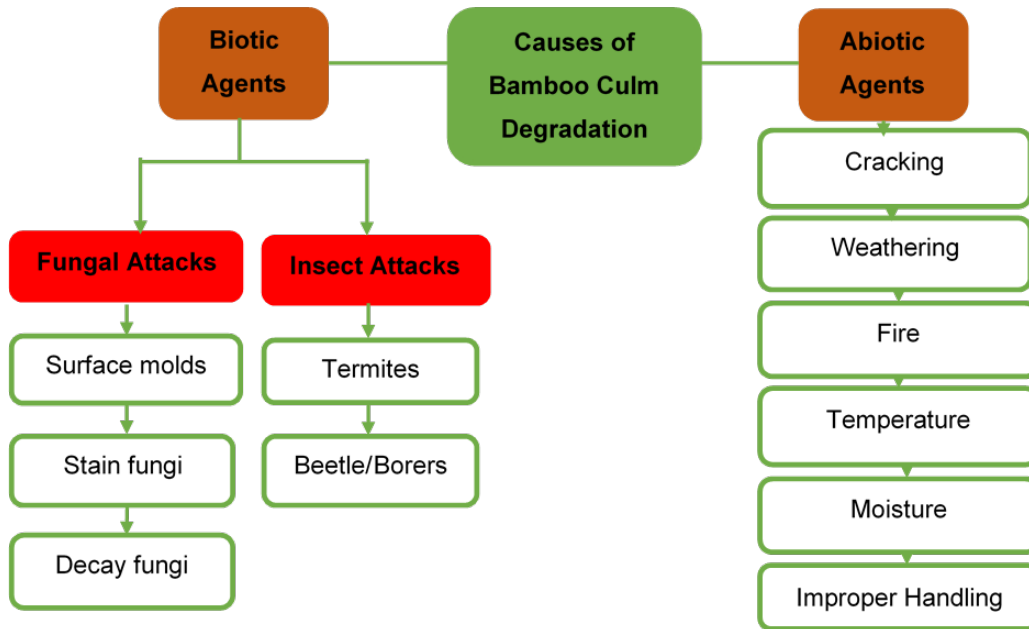 Biotic
Agents
Causes of
Bamboo Culm
Degradation
Abiotic
Agents
Fungal Attacks
Surface molds
Stain fungi
Decay fungi
Insect Attacks
Termites
Beetle/Borers
Cracking
Weathering
Fire
Temperature
Moisture
Improper Handling